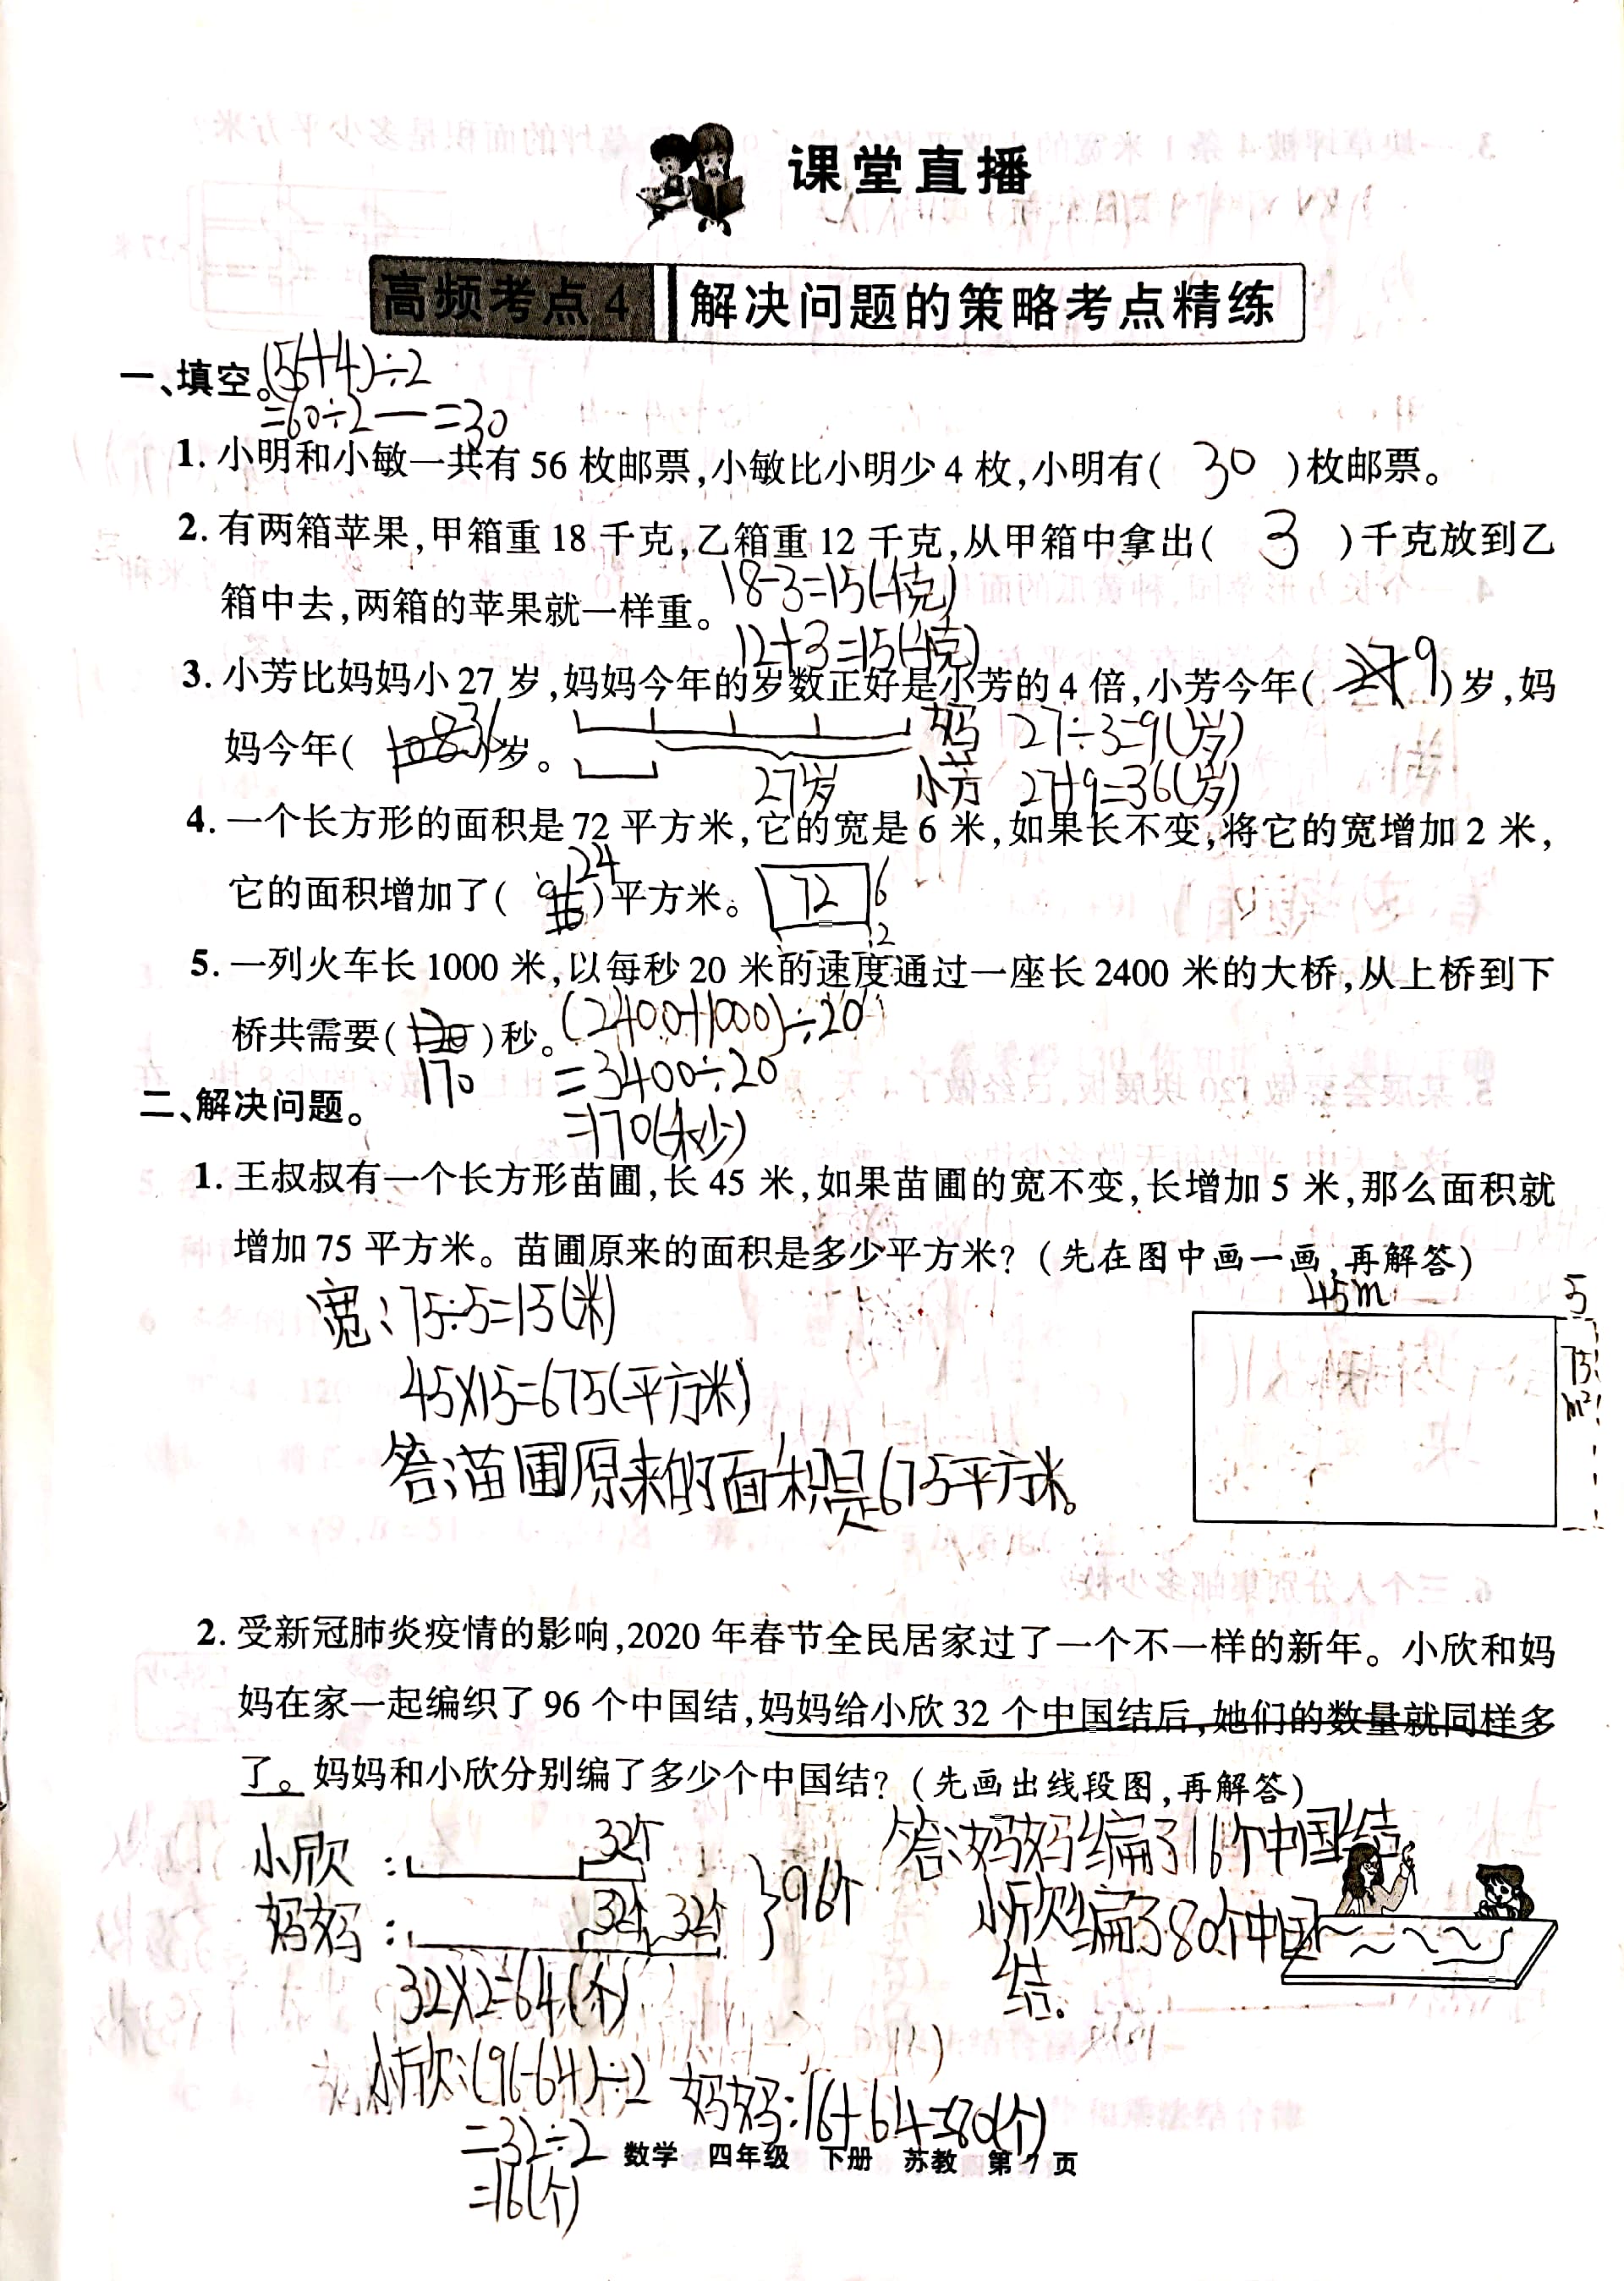 课堂直播
高频考点4 解决问题的策略考点精练
一、填空。(56+4)÷2
=60÷2 — =30
1. 小明和小敏一共有 56 枚邮票,小敏比小明少 4 枚,小明有( 30 )枚邮票。
2. 有两箱苹果,甲箱重 18 千克,乙箱重 12 千克,从甲箱中拿出( 3 )千克放到乙
箱中去,两箱的苹果就一样重。 18-3=15(千克)
12+3=15(千克)
3. 小芳比妈妈小 27 岁,妈妈今年的岁数正好是小芳的 4 倍,小芳今年( 9 )岁,妈
妈今年( 36 )岁。 妈 27÷3=9(岁)
27岁 小芳 27+9=36(岁)
4. 一个长方形的面积是 72 平方米,它的宽是 6 米,如果长不变,将它的宽增加 2 米,
它的面积增加了( 24 )平方米。 72 6
2
5. 一列火车长 1000 米,以每秒 20 米的速度通过一座长 2400 米的大桥,从上桥到下
桥共需要( 120 )秒。 (2400+1000)÷20
170 =3400÷20
二、解决问题。
=170(秒)
1. 王叔叔有一个长方形苗圃,长 45 米,如果苗圃的宽不变,长增加 5 米,那么面积就
增加 75 平方米。苗圃原来的面积是多少平方米?(先在图中画一画,再解答)
45m 5
宽:75÷5=15(米)
75
m²
45×15=675(平方米)
答:苗圃原来的面积是675平方米。
2. 受新冠肺炎疫情的影响,2020 年春节全民居家过了一个不一样的新年。小欣和妈
妈在家一起编织了 96 个中国结,妈妈给小欣 32 个中国结后,她们的数量就同样多
了。妈妈和小欣分别编了多少个中国结?(先画出线段图,再解答)
小欣: 32个
妈妈: 32个 32个 96个
答:妈妈编了16个中国结
小欣编了80个中国
结。
32×2=64(个)
小欣:(96-64)÷2 妈妈:16+64=80(个)
=32÷2
=16(个)
数学 四年级 下册 苏教 第 7 页